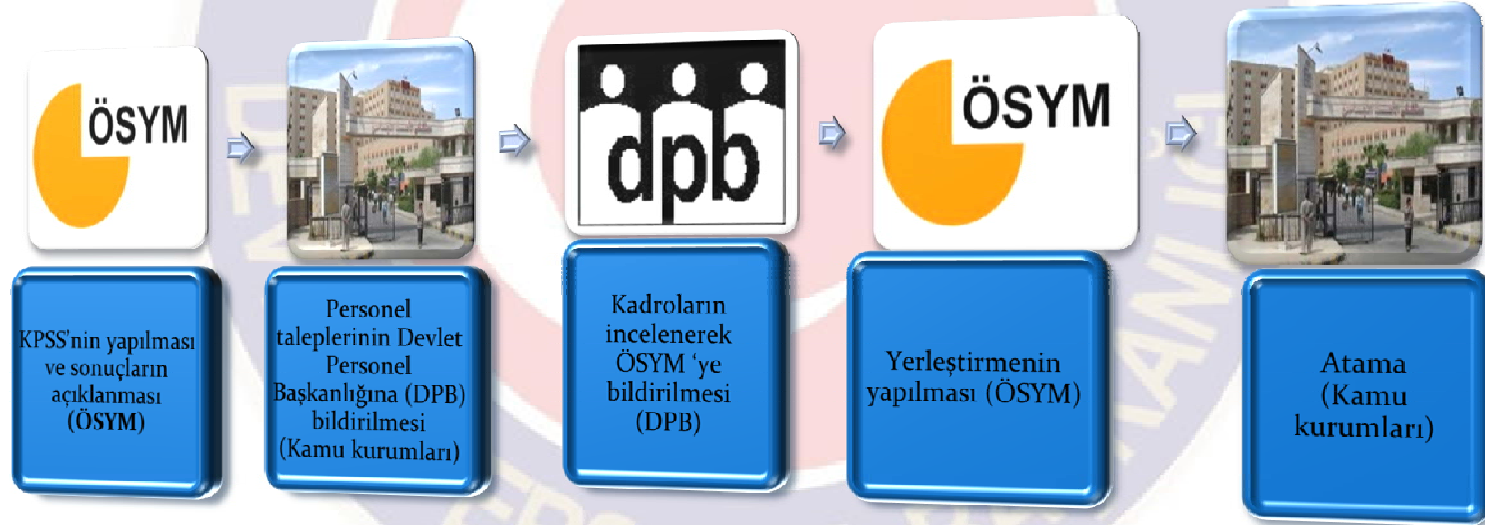 ÖSYM
dpb
ÖSYM
KPSS'nin yapılması
ve sonuçların
açıklanması
(ÖSYM)
Personel
taleplerinin Devlet
Personel
Başkanlığına (DPB)
bildirilmesi
(Kamu kurumları)
Kadroların
incelenerek
ÖSYM 'ye
bildirilmesi
(DPB)
Yerleştirmenin
yapılması (ÖSYM)
Atama
(Kamu
kurumları)